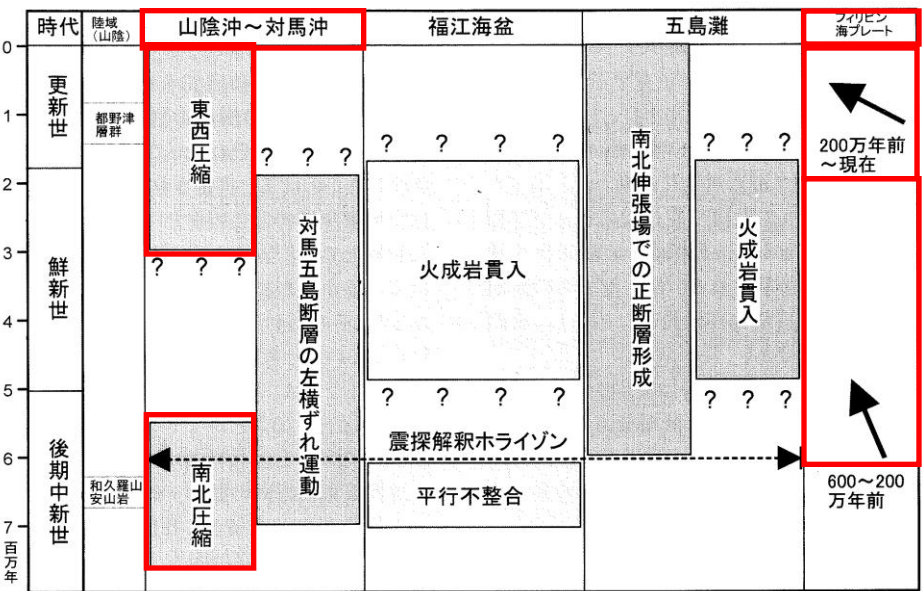 時代
陸域
(山陰)
山陰沖～対馬沖
福江海盆
五島灘
フィリピン
海プレート
0
1
2
3
4
5
6
7
百万年
更新世
鮮新世
後期中新世
都野津
層群
和久羅山
安山岩
東西圧縮
? ? ?
南北圧縮
? ? ?
対馬五島断層の左横ずれ運動
? ? ? ?
火成岩貫入
? ? ? ?
震探解釈ホライゾン
平行不整合
南北伸張場での正断層形成
? ? ?
火成岩貫入
? ? ?
200万年前
～現在
600～200
万年前